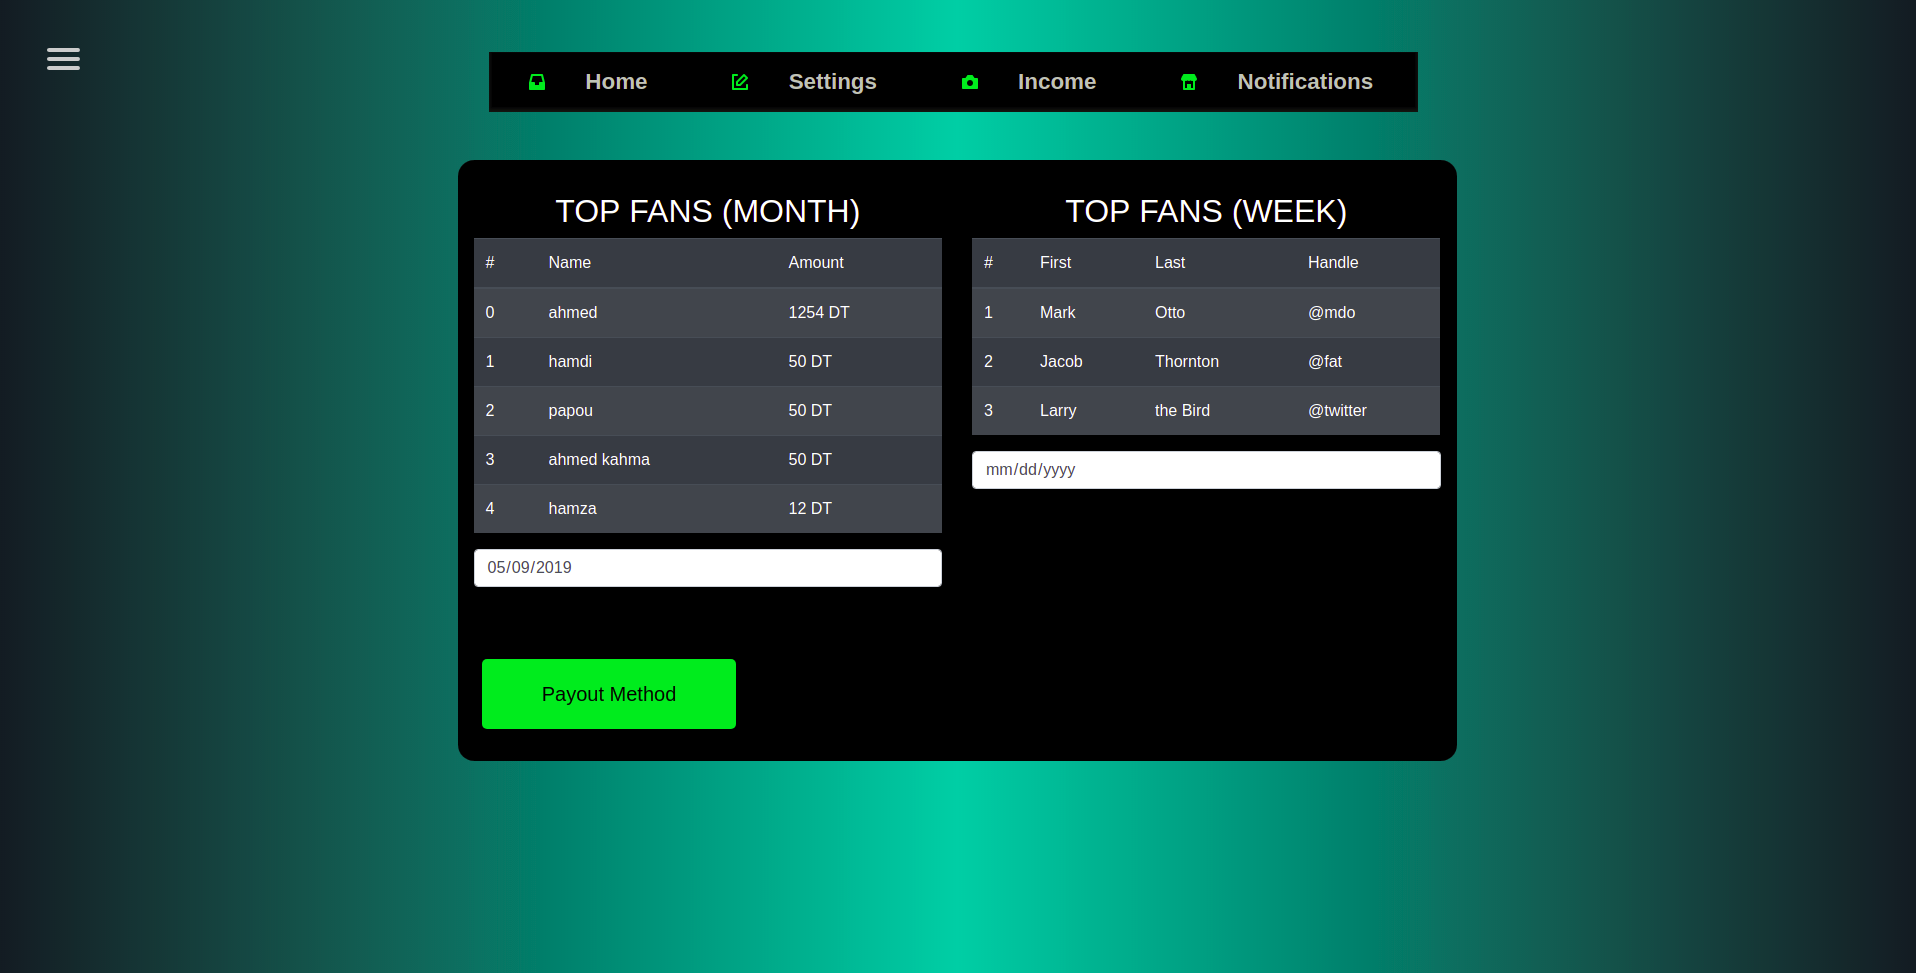 Home Settings Income Notifications
TOP FANS (MONTH)
# Name Amount
0 ahmed 1254 DT
1 hamdi 50 DT
2 papou 50 DT
3 ahmed kahma 50 DT
4 hamza 12 DT
05/09/2019
TOP FANS (WEEK)
# First Last Handle
1 Mark Otto @mdo
2 Jacob Thornton @fat
3 Larry the Bird @twitter
mm/dd/yyyy
Payout Method